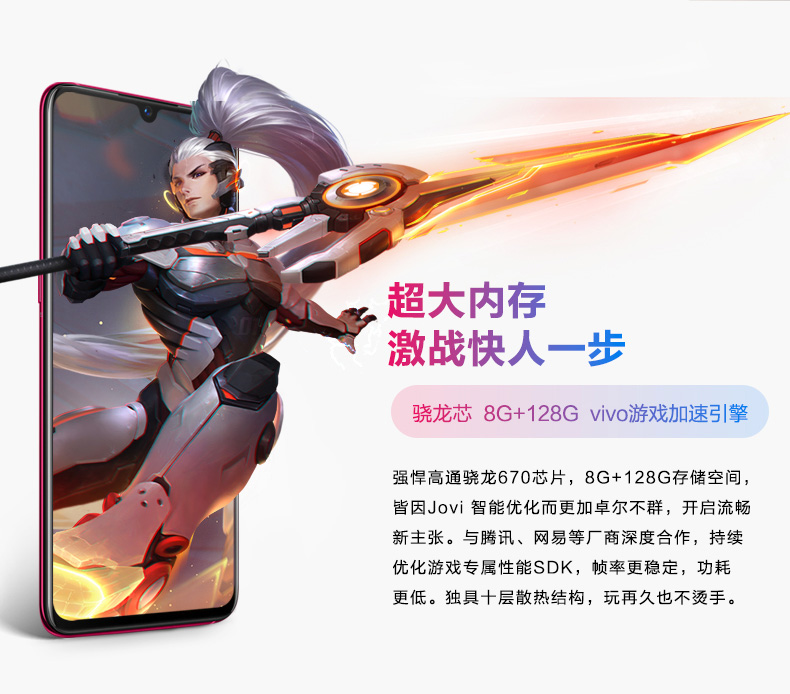 超大内存
激战快人一步
骁龙芯 8G+128G vivo游戏加速引擎
强悍高通骁龙670芯片，8G+128G存储空间，
皆因Jovi 智能优化而更加卓尔不群，开启流畅
新主张。与腾讯、网易等厂商深度合作，持续
优化游戏专属性能SDK，帧率更稳定，功耗
更低。独具十层散热结构，玩再久也不烫手。